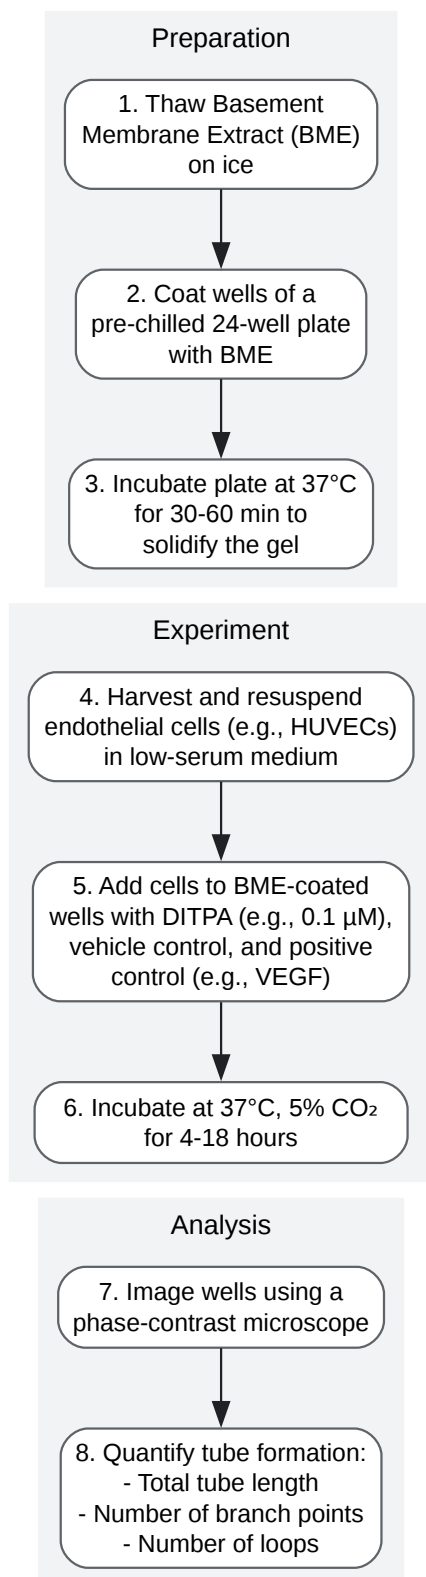 Preparation
1. Thaw Basement
Membrane Extract (BME)
on ice
2. Coat wells of a
pre-chilled 24-well plate
with BME
3. Incubate plate at 37°C
for 30-60 min to
solidify the gel
Experiment
4. Harvest and resuspend
endothelial cells (e.g., HUVECs)
in low-serum medium
5. Add cells to BME-coated
wells with DITPA (e.g., 0.1 µM),
vehicle control, and positive
control (e.g., VEGF)
6. Incubate at 37°C, 5% CO₂
for 4-18 hours
Analysis
7. Image wells using a
phase-contrast microscope
8. Quantify tube formation:
- Total tube length
- Number of branch points
- Number of loops